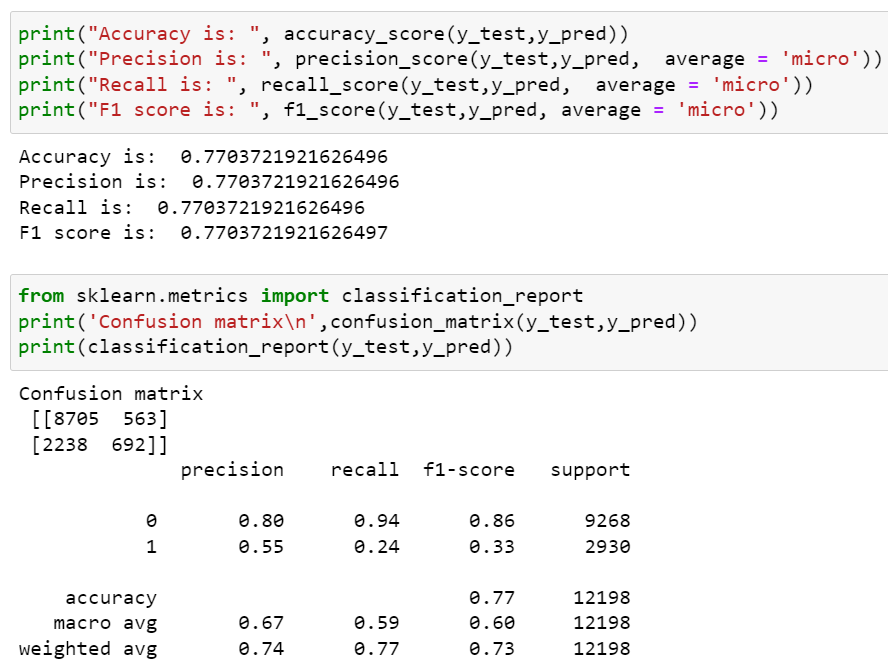 print("Accuracy is: ", accuracy_score(y_test,y_pred))
print("Precision is: ", precision_score(y_test,y_pred,  average = 'micro'))
print("Recall is: ", recall_score(y_test,y_pred,  average = 'micro'))
print("F1 score is: ", f1_score(y_test,y_pred, average = 'micro'))
Accuracy is:  0.7703721921626496
Precision is:  0.7703721921626496
Recall is:  0.7703721921626496
F1 score is:  0.7703721921626497
from sklearn.metrics import classification_report
print('Confusion matrix\n',confusion_matrix(y_test,y_pred))
print(classification_report(y_test,y_pred))
Confusion matrix
 [[8705  563]
 [2238  692]]
              precision    recall  f1-score   support
           0       0.80      0.94      0.86      9268
           1       0.55      0.24      0.33      2930
    accuracy                           0.77     12198
   macro avg       0.67      0.59      0.60     12198
weighted avg       0.74      0.77      0.73     12198